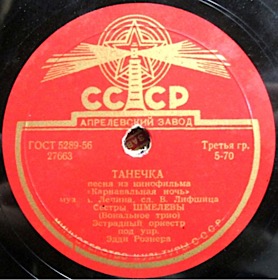 СССР
АПРЕЛЕВСКИЙ ЗАВОД
ГОСТ 5289-56
27663
Третья гр.
5-70
ТАНЕЧКА
песня из кинофильма
«Карнавальная ночь»
муз. А. Лепина, сл. В. Лифшица
Сестры ШМЕЛЕВЫ
(Вокальное трио)
Эстрадный оркестр
под упр.
Эдди Рознера
СССР